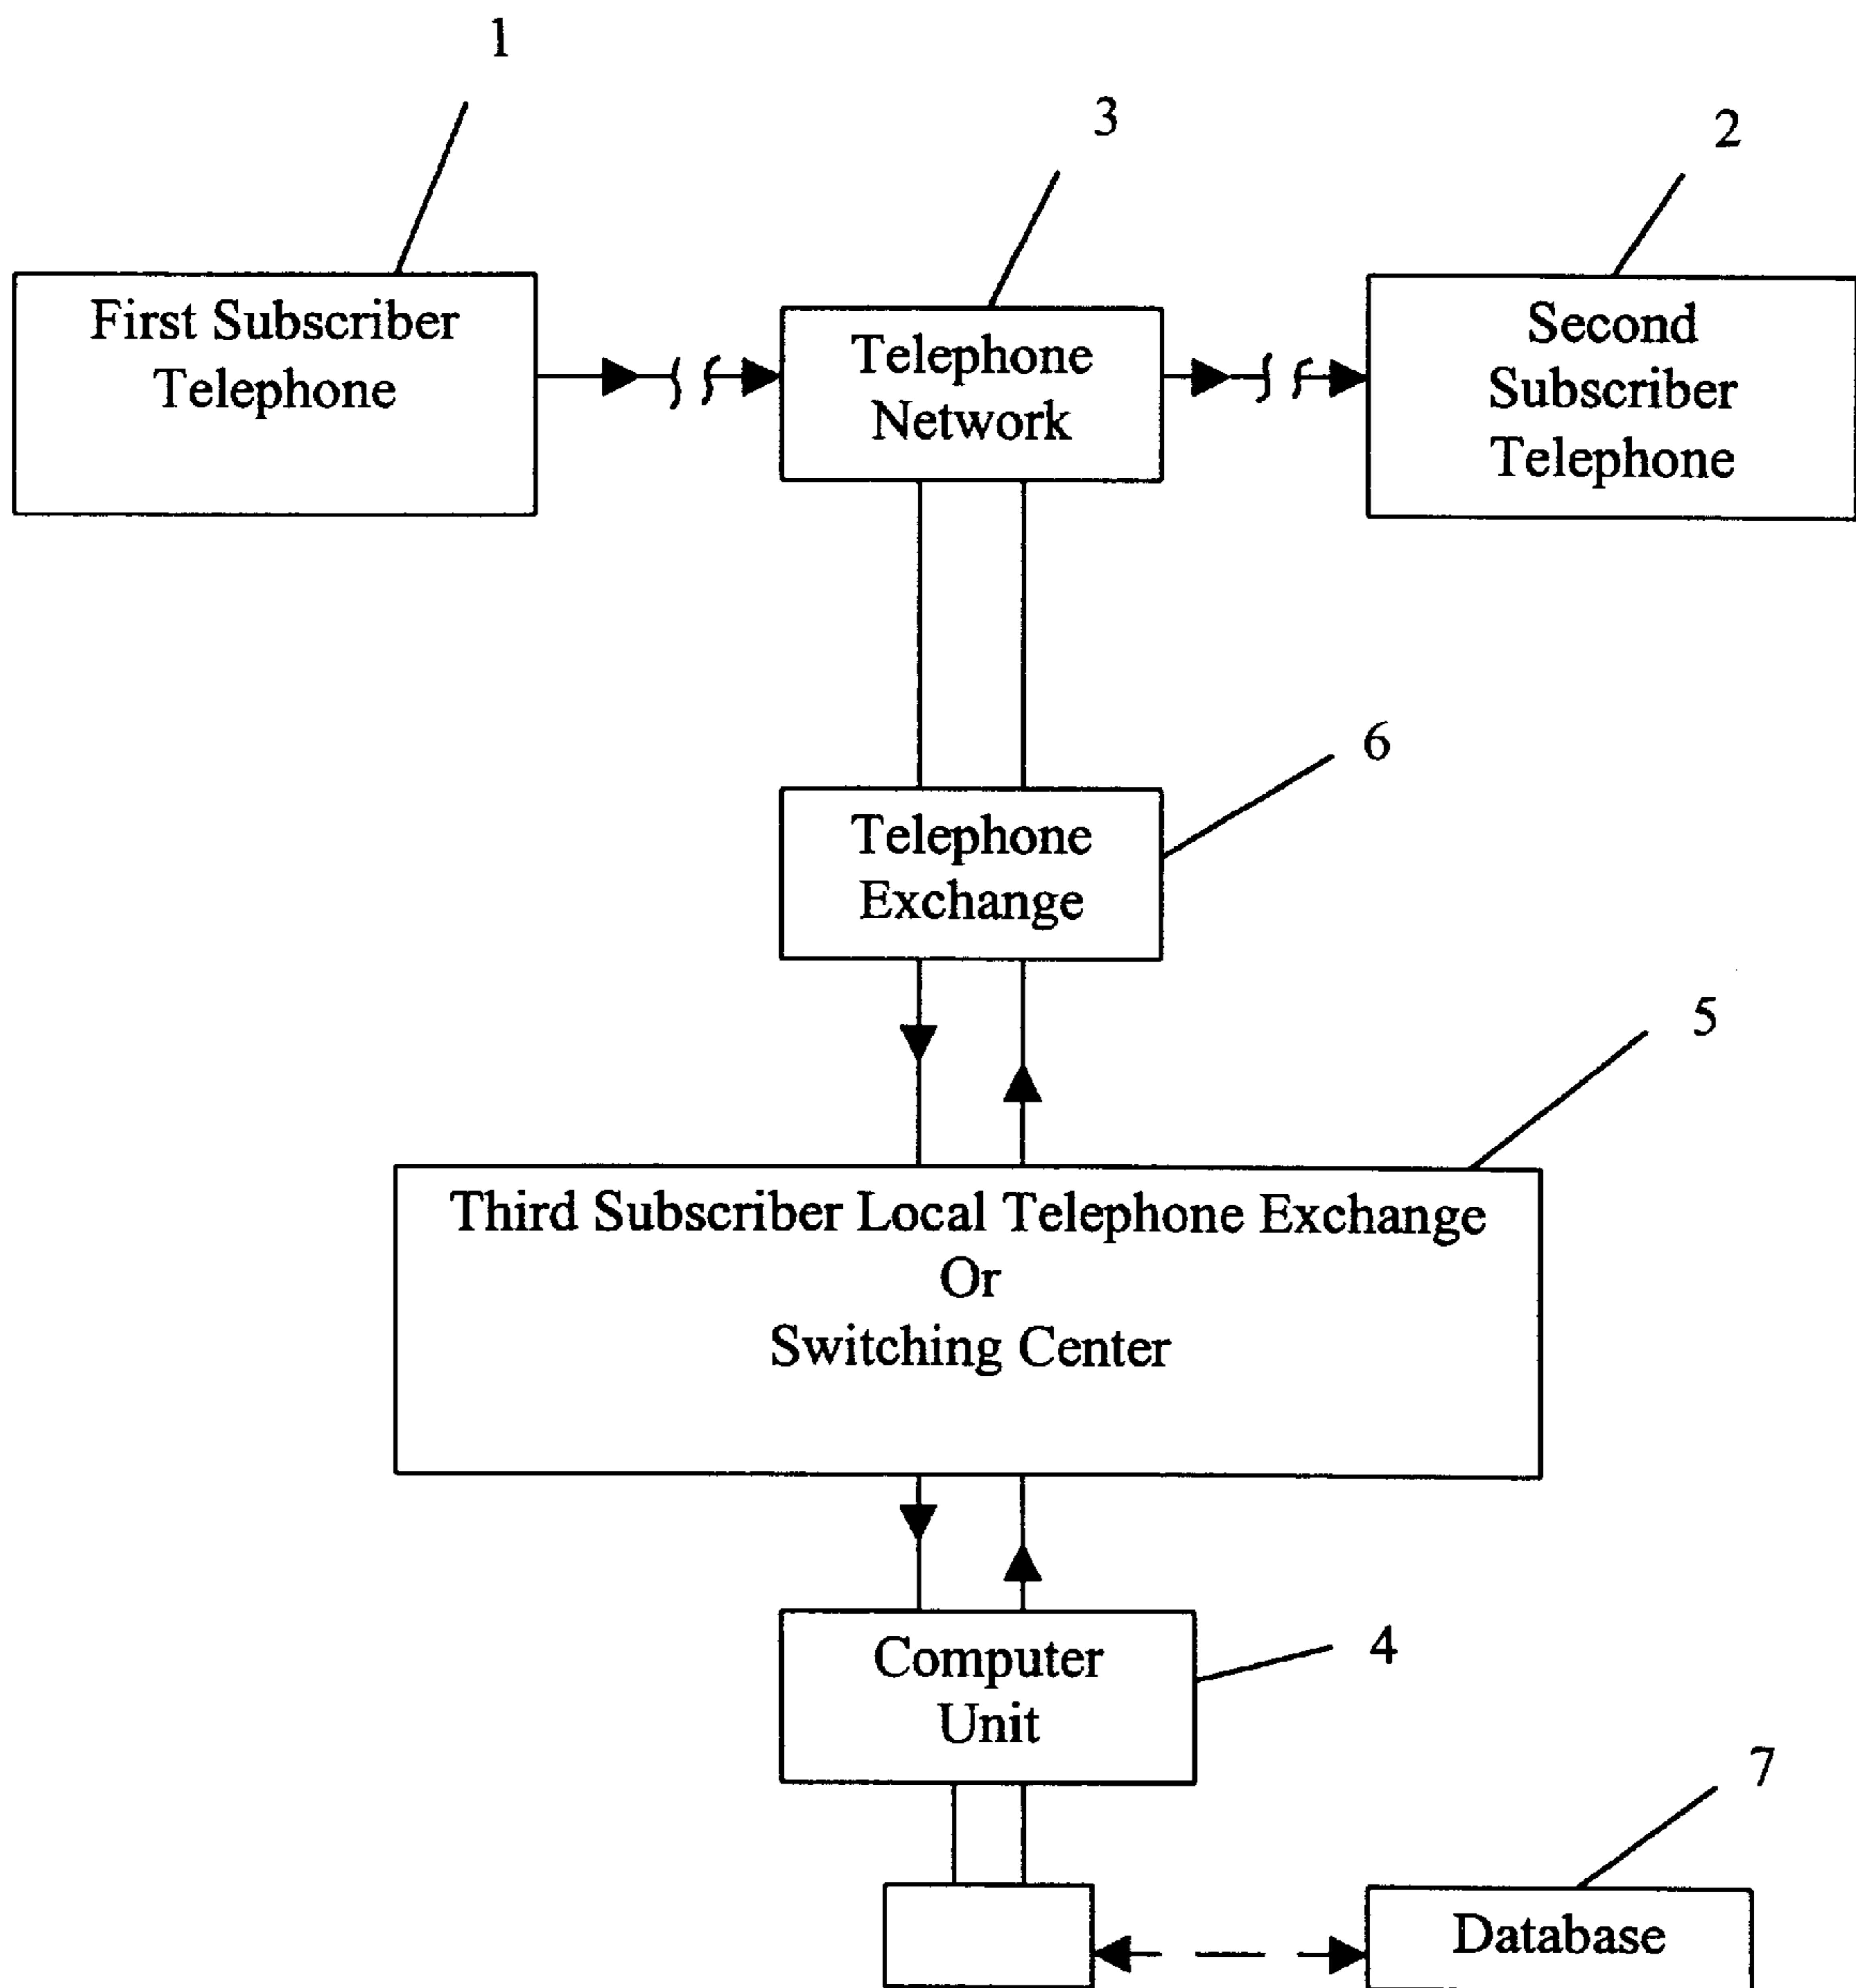 1
3
2
First Subscriber
Telephone
Telephone
Network
Second
Subscriber
Telephone
6
Telephone
Exchange
5
Third Subscriber Local Telephone Exchange
Or
Switching Center
4
Computer
Unit
7
Database